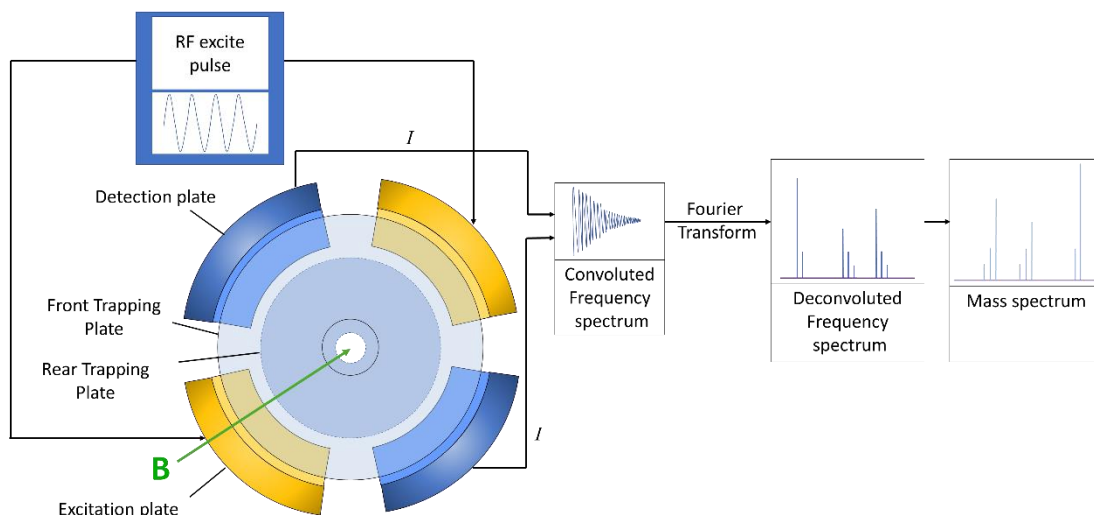 RF excite
pulse
I
Detection plate
Fourier
Transform
Convoluted
Frequency
spectrum
Deconvoluted
Frequency
spectrum
Mass spectrum
Front Trapping
Plate
Rear Trapping
Plate
I
B
Excitation plate